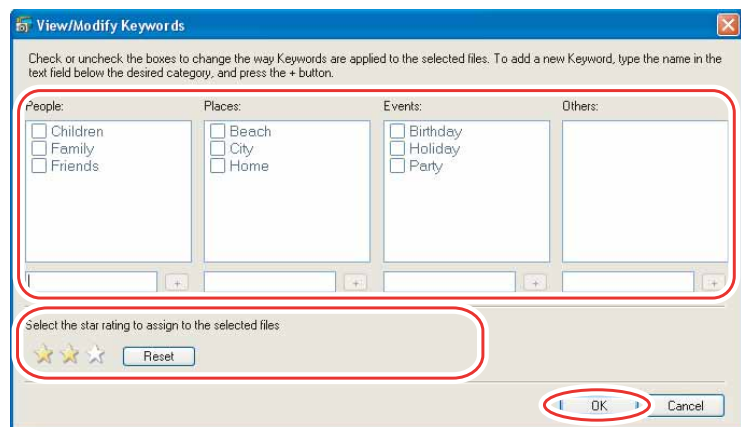 View/Modify Keywords
Check or uncheck the boxes to change the way Keywords are applied to the selected files. To add a new Keyword, type the name in the
text field below the desired category, and press the + button.
People: Places: Events: Others:
Children Beach Birthday
Family City Holiday
Friends Home Party
+ + + +
Select the star rating to assign to the selected files
Reset
OK Cancel